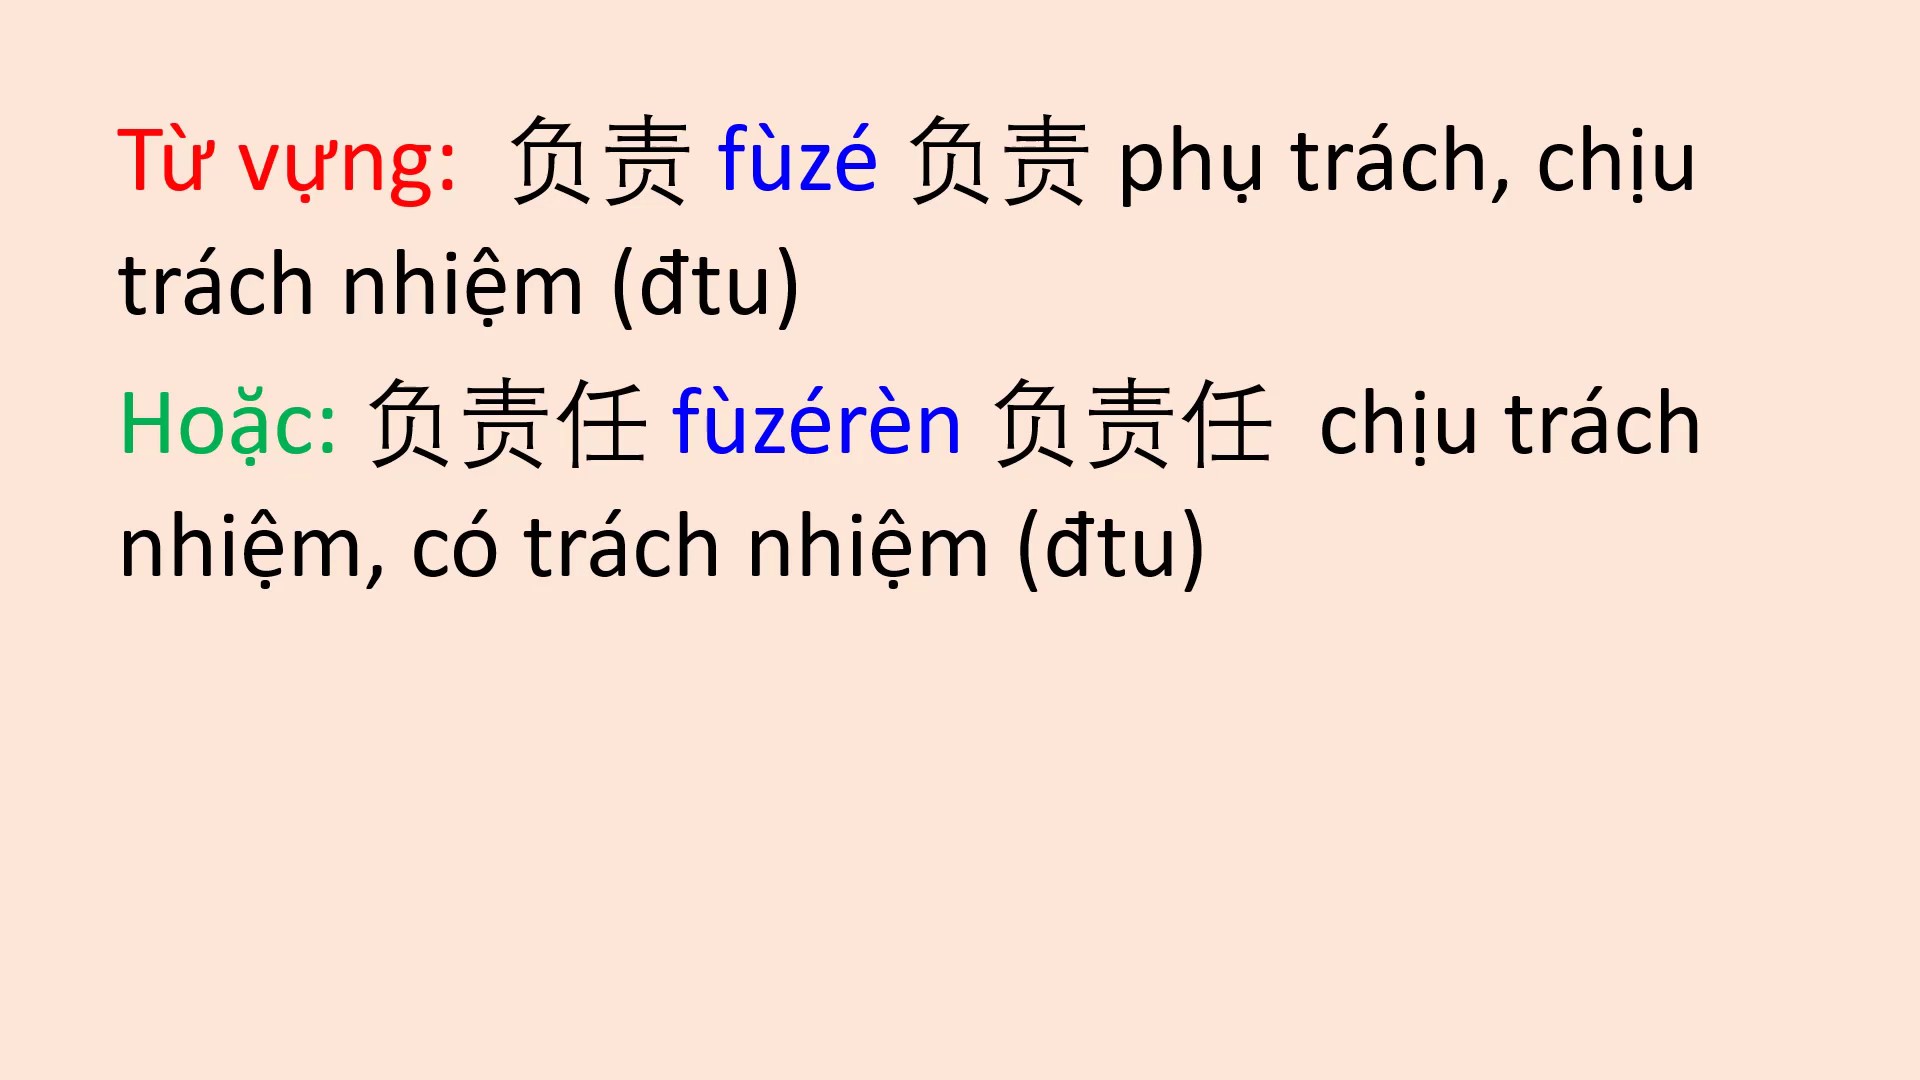 Từ vựng: 负责 fùzé 负责 phụ trách, chịu
trách nhiệm (đtu)
Hoặc: 负责任 fùzérèn 负责任 chịu trách
nhiệm, có trách nhiệm (đtu)